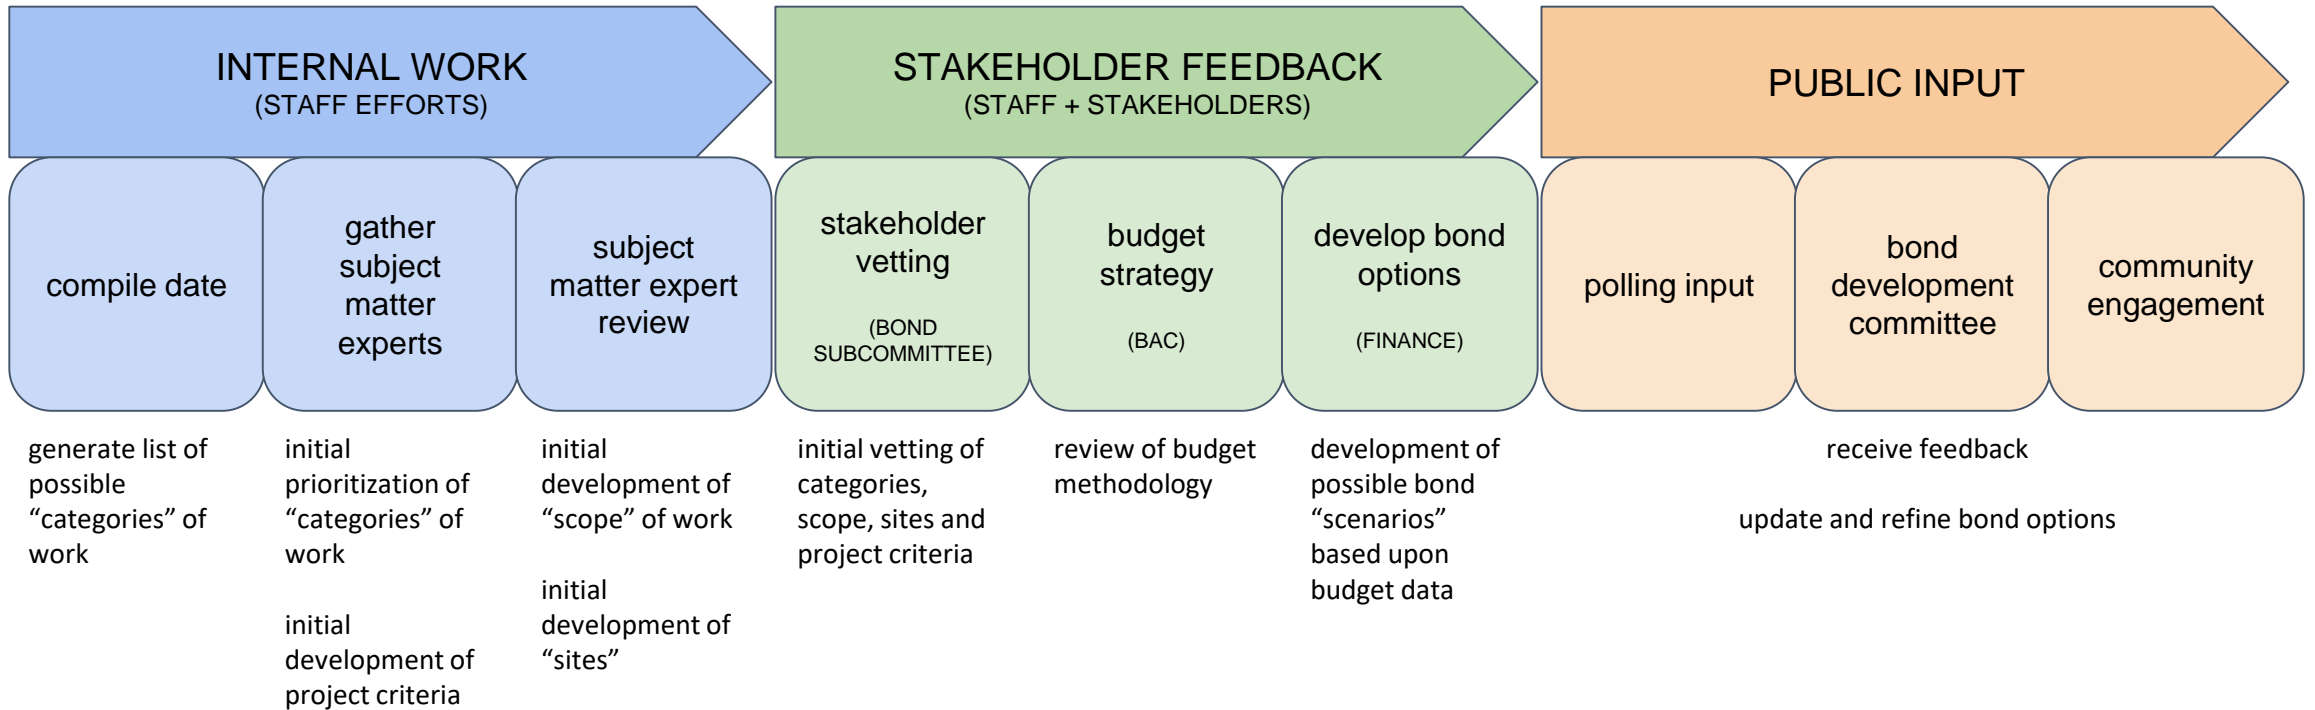 INTERNAL WORK
(STAFF EFFORTS)
STAKEHOLDER FEEDBACK
(STAFF + STAKEHOLDERS)
PUBLIC INPUT
compile date
gather
subject
matter
experts
subject
matter expert
review
stakeholder
vetting
(BOND
SUBCOMMITTEE)
budget
strategy
(BAC)
develop bond
options
(FINANCE)
polling input
bond
development
committee
community
engagement
generate list of
possible
“categories” of
work
initial
prioritization of
“categories” of
work
initial
development of
project criteria
initial
development of
“scope” of work
initial
development of
“sites”
initial vetting of
categories,
scope, sites and
project criteria
review of budget
methodology
development of
possible bond
“scenarios”
based upon
budget data
receive feedback
update and refine bond options